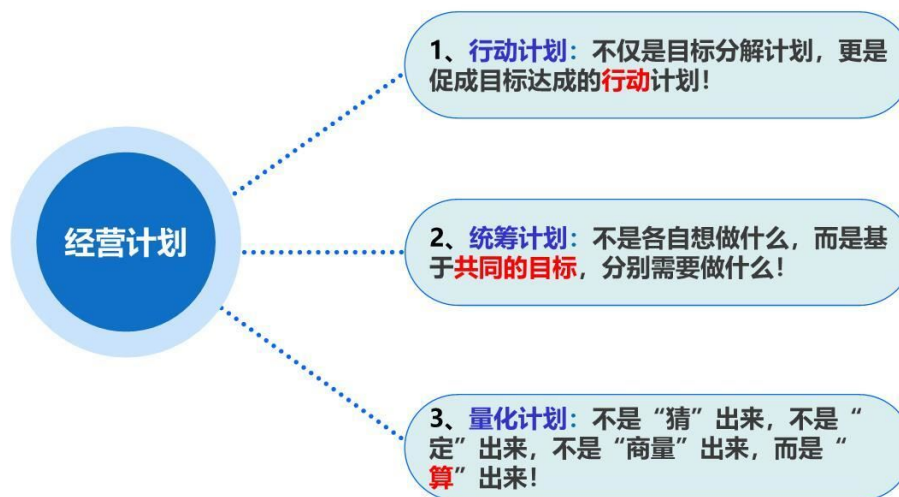 1、行动计划：不仅是目标分解计划，更是
促成目标达成的行动计划！
经营计划
2、统筹计划：不是各自想做什么，而是基
于共同的目标，分别需要做什么！
3、量化计划：不是“猜”出来，不是“
定”出来，不是“商量”出来，而是“
算”出来！